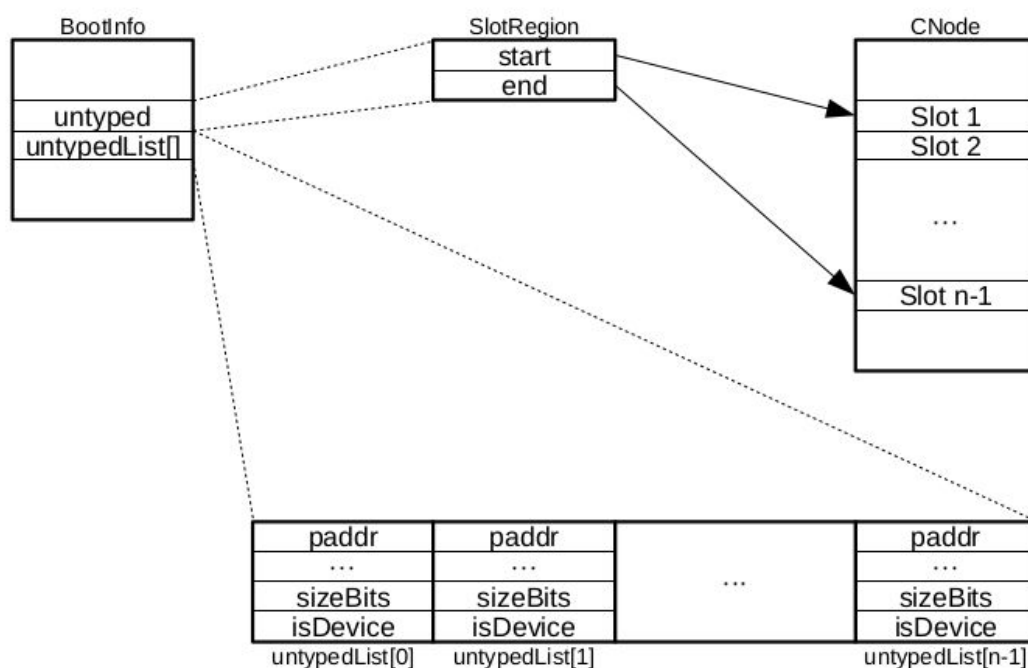 BootInfo
untyped
untypedList[]
SlotRegion
start
end
CNode
Slot 1
Slot 2
...
Slot n-1
paddr
...
sizeBits
isDevice
untypedList[0]
paddr
...
sizeBits
isDevice
untypedList[1]
...
paddr
...
sizeBits
isDevice
untypedList[n-1]